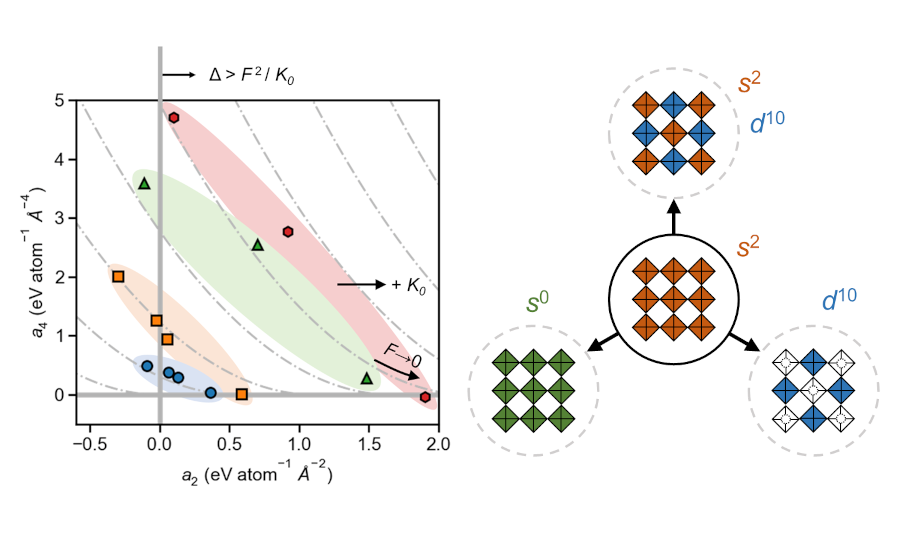 Δ > F² / K₀
5
4
3
2
1
0
a₄ (eV atom⁻¹ Å⁻⁴)
+ K₀
F→0
−0.5 0.0 0.5 1.0 1.5 2.0
a₂ (eV atom⁻¹ Å⁻²)
s²
d¹⁰
s²
s⁰
d¹⁰